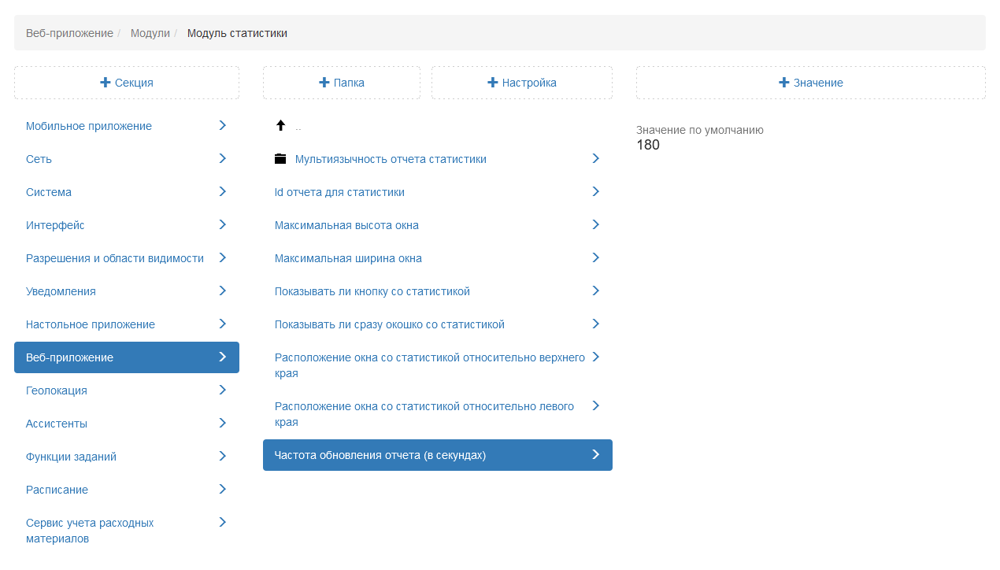 Веб-приложение / Модули / Модуль статистики
Секция
Папка
Настройка
Значение
Мобильное приложение
Сеть
Система
Интерфейс
Разрешения и области видимости
Уведомления
Настольное приложение
Веб-приложение
Геолокация
Ассистенты
Функции заданий
Расписание
Сервис учета расходных
материалов
..
Мультиязычность отчета статистики
Id отчета для статистики
Максимальная высота окна
Максимальная ширина окна
Показывать ли кнопку со статистикой
Показывать ли сразу окошко со статистикой
Расположение окна со статистикой относительно верхнего
края
Расположение окна со статистикой относительно левого
края
Частота обновления отчета (в секундах)
Значение по умолчанию
180